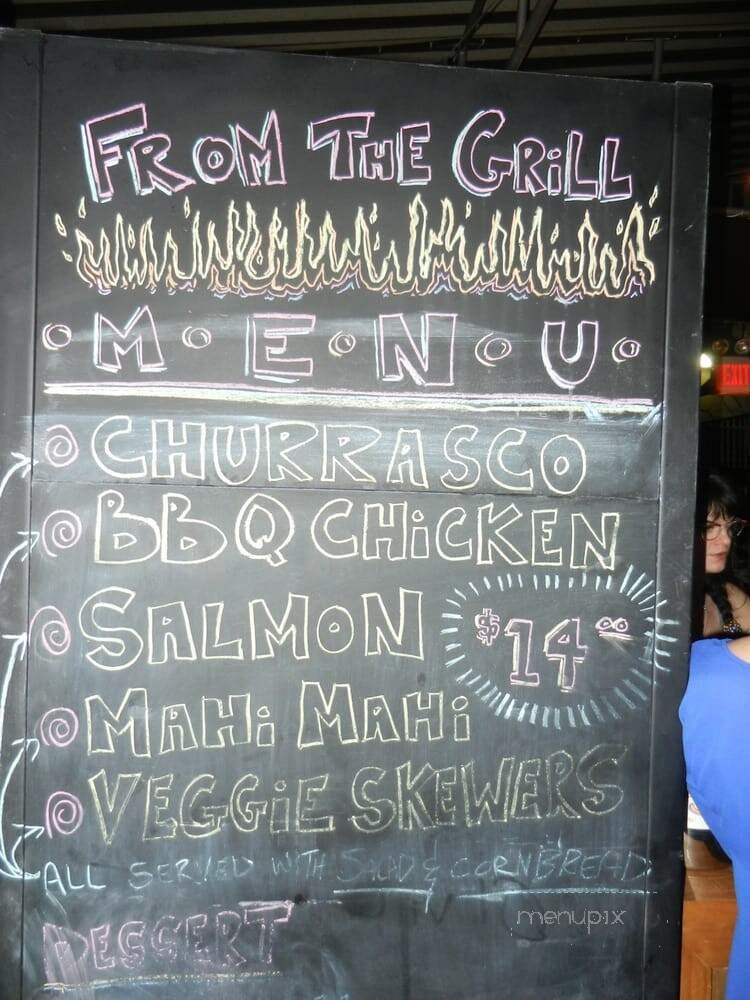 FROM THE GRiLL
M E N U
CHURRASCO
BBQ CHiCKEN
SALMON
$14.00
MAHi MAHi
VEGGiE SKEWERS
ALL SERVED WITH SALAD & CORNBREAD
DESSERT
menupix
EXIT